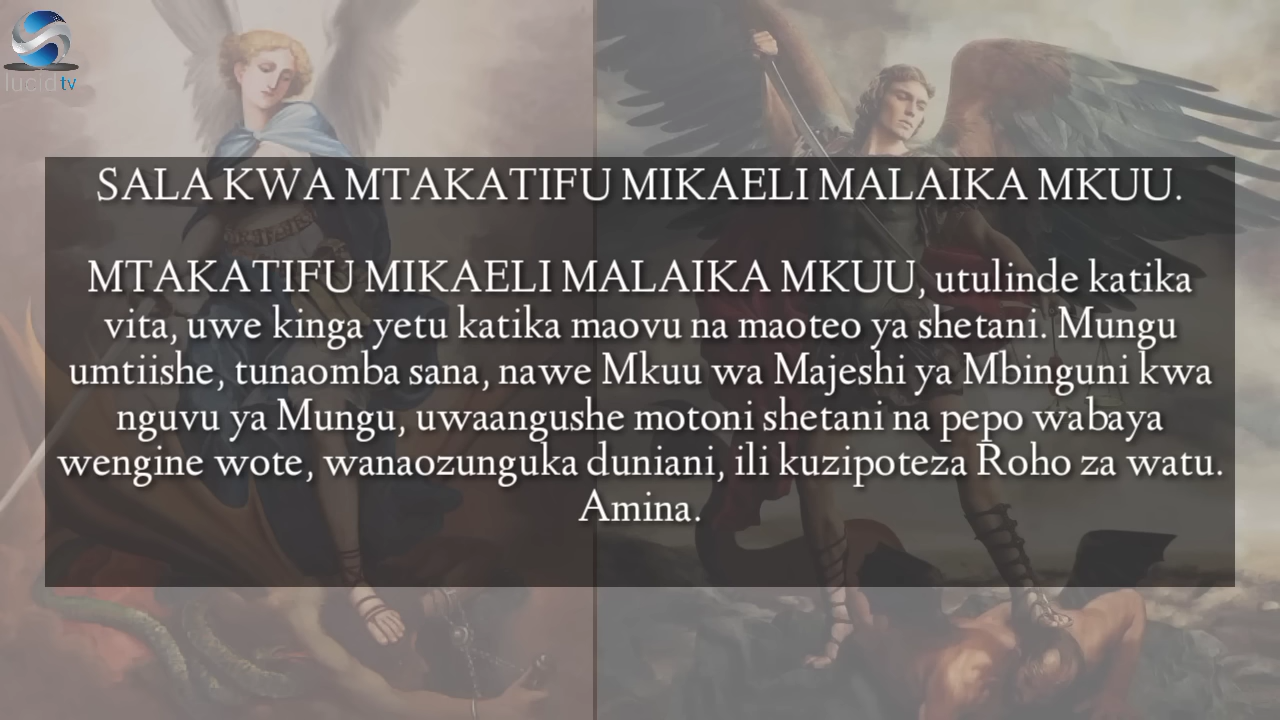 lucidtv
SALA KWA MTAKATIFU MIKAELI MALAIKA MKUU.
MTAKATIFU MIKAELI MALAIKA MKUU, utulinde katika
vita, uwe kinga yetu katika maovu na maoteo ya shetani. Mungu
umtiishe, tunaomba sana, nawe Mkuu wa Majeshi ya Mbinguni kwa
nguvu ya Mungu, uwaangushe motoni shetani na pepo wabaya
wengine wote, wanaozunguka duniani, ili kuzipoteza Roho za watu.
Amina.